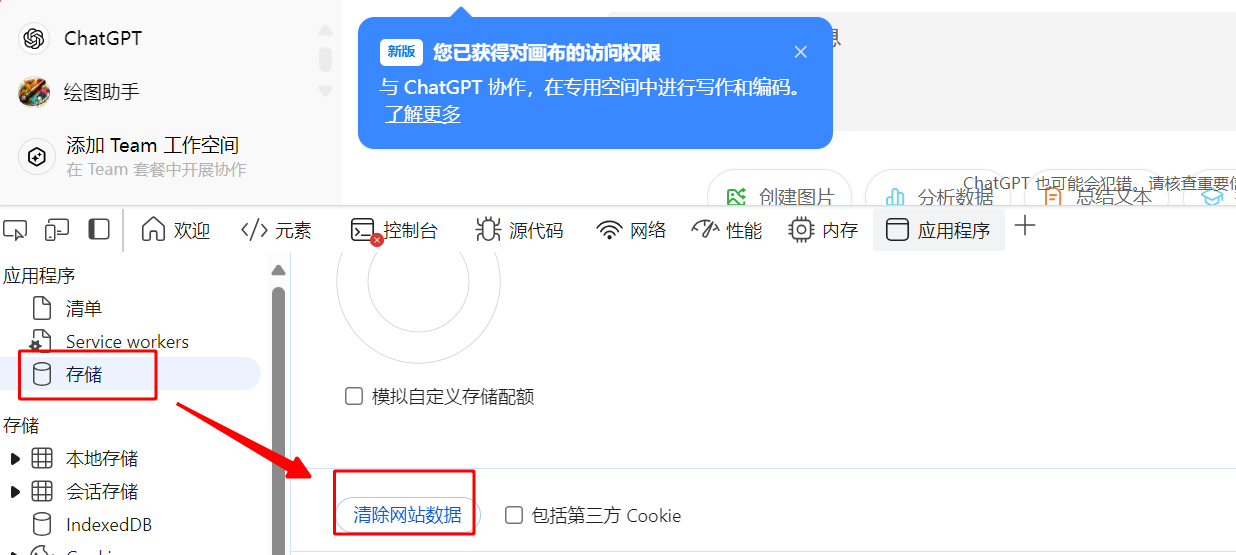 ChatGPT
绘图助手
添加 Team 工作空间
在 Team 套餐中开展协作
新版 您已获得对画布的访问权限
与 ChatGPT 协作，在专用空间中进行写作和编码。
了解更多
息
创建图片
分析数据
总结文本
ChatGPT 也可能会犯错。请核查重要信
欢迎 元素 控制台 源代码 网络 性能 内存 应用程序
应用程序
清单
Service workers
存储
存储
本地存储
会话存储
IndexedDB
模拟自定义存储配额
清除网站数据
包括第三方 Cookie